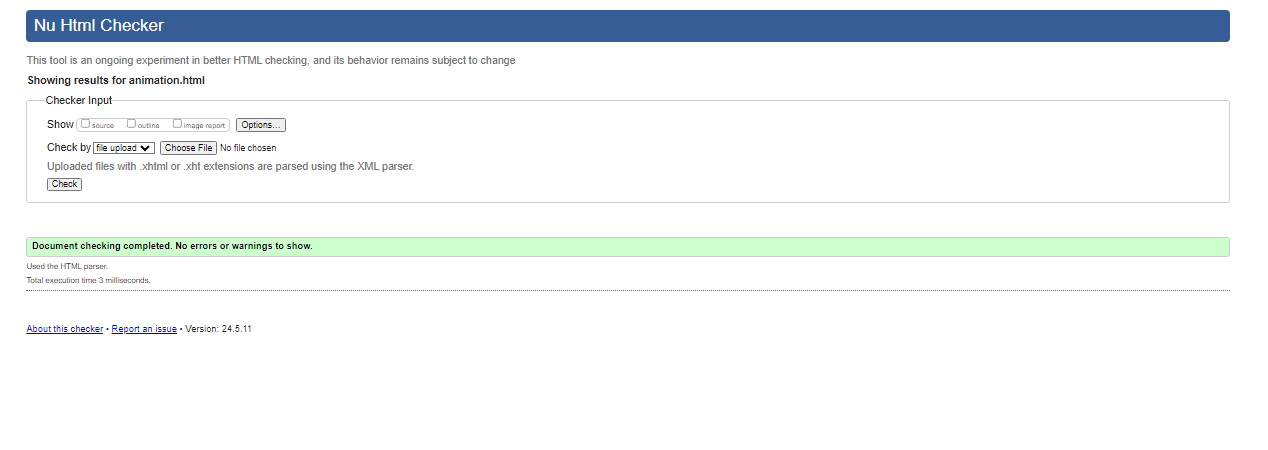 Nu Html Checker
This tool is an ongoing experiment in better HTML checking, and its behavior remains subject to change
Showing results for animation.html
Checker Input
Show source outline image report Options...
Check by file upload Choose File No file chosen
Uploaded files with .xhtml or .xht extensions are parsed using the XML parser.
Check
Document checking completed. No errors or warnings to show.
Used the HTML parser.
Total execution time 3 milliseconds.
About this checker • Report an issue • Version: 24.5.11